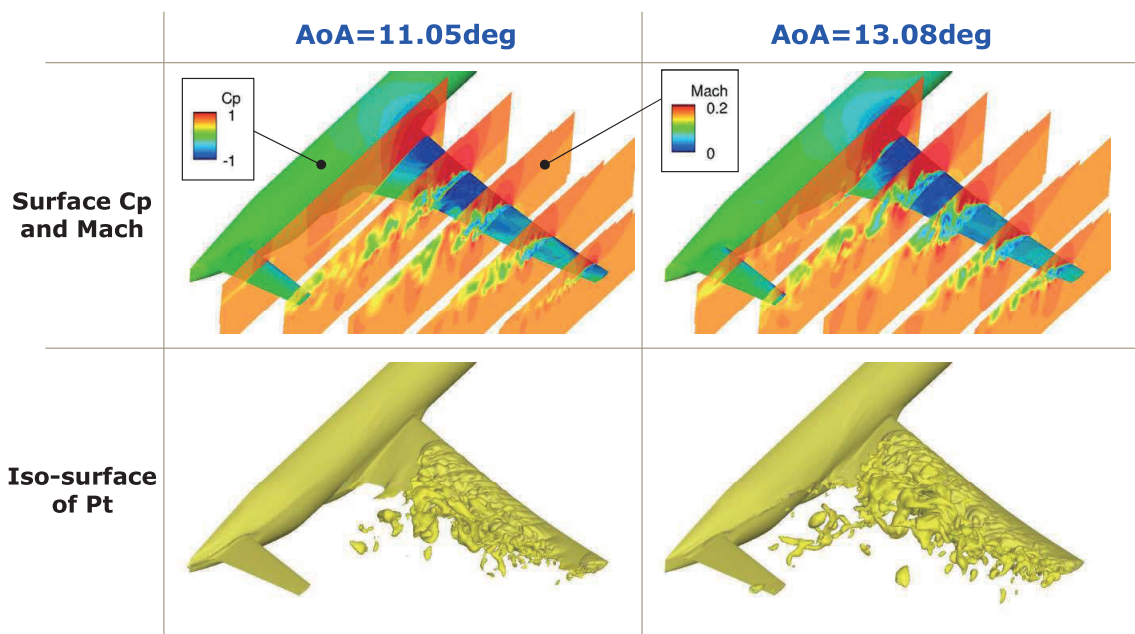 AoA=11.05deg
AoA=13.08deg
Surface Cp
and Mach
Cp
1
-1
Mach
0.2
0
Iso-surface
of Pt